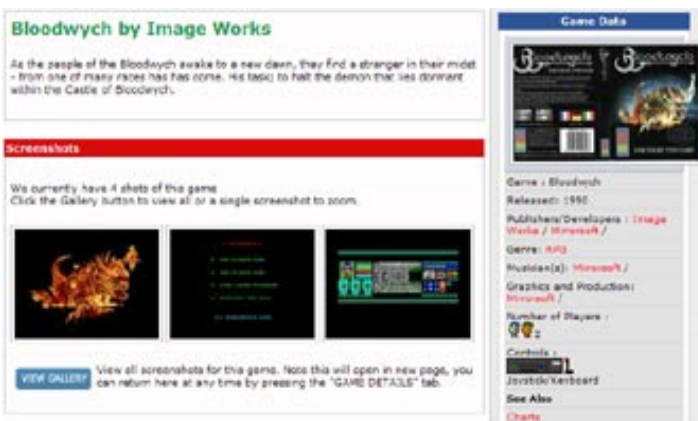 Bloodwych by Image Works
As the people of the Bloodwych awake to a new dawn, they find a stranger in their midst
- from one of many races has has come. His task; to halt the demon that lies dormant
within the Castle of Bloodwych.
Screenshots
We currently have 4 shots of this game
Click the Gallery button to view all or a single screenshot to zoom.
VIEW GALLERY
View all screenshots for this game. Note this will open in new page, you
can return here at any time by pressing the "GAME DETAILS" tab.
Game Data
Bloodwych
Bloodwych
Game : Bloodwych
Released: 1990
Publishers/Developers : Image
Works / Mirrorsoft /
Genre: RPG
Musician(s): Mirrorsoft /
Graphics and Production:
Mirrorsoft /
Number of Players :
2
Controls :
Joystick/Keyboard
See Also
Charts